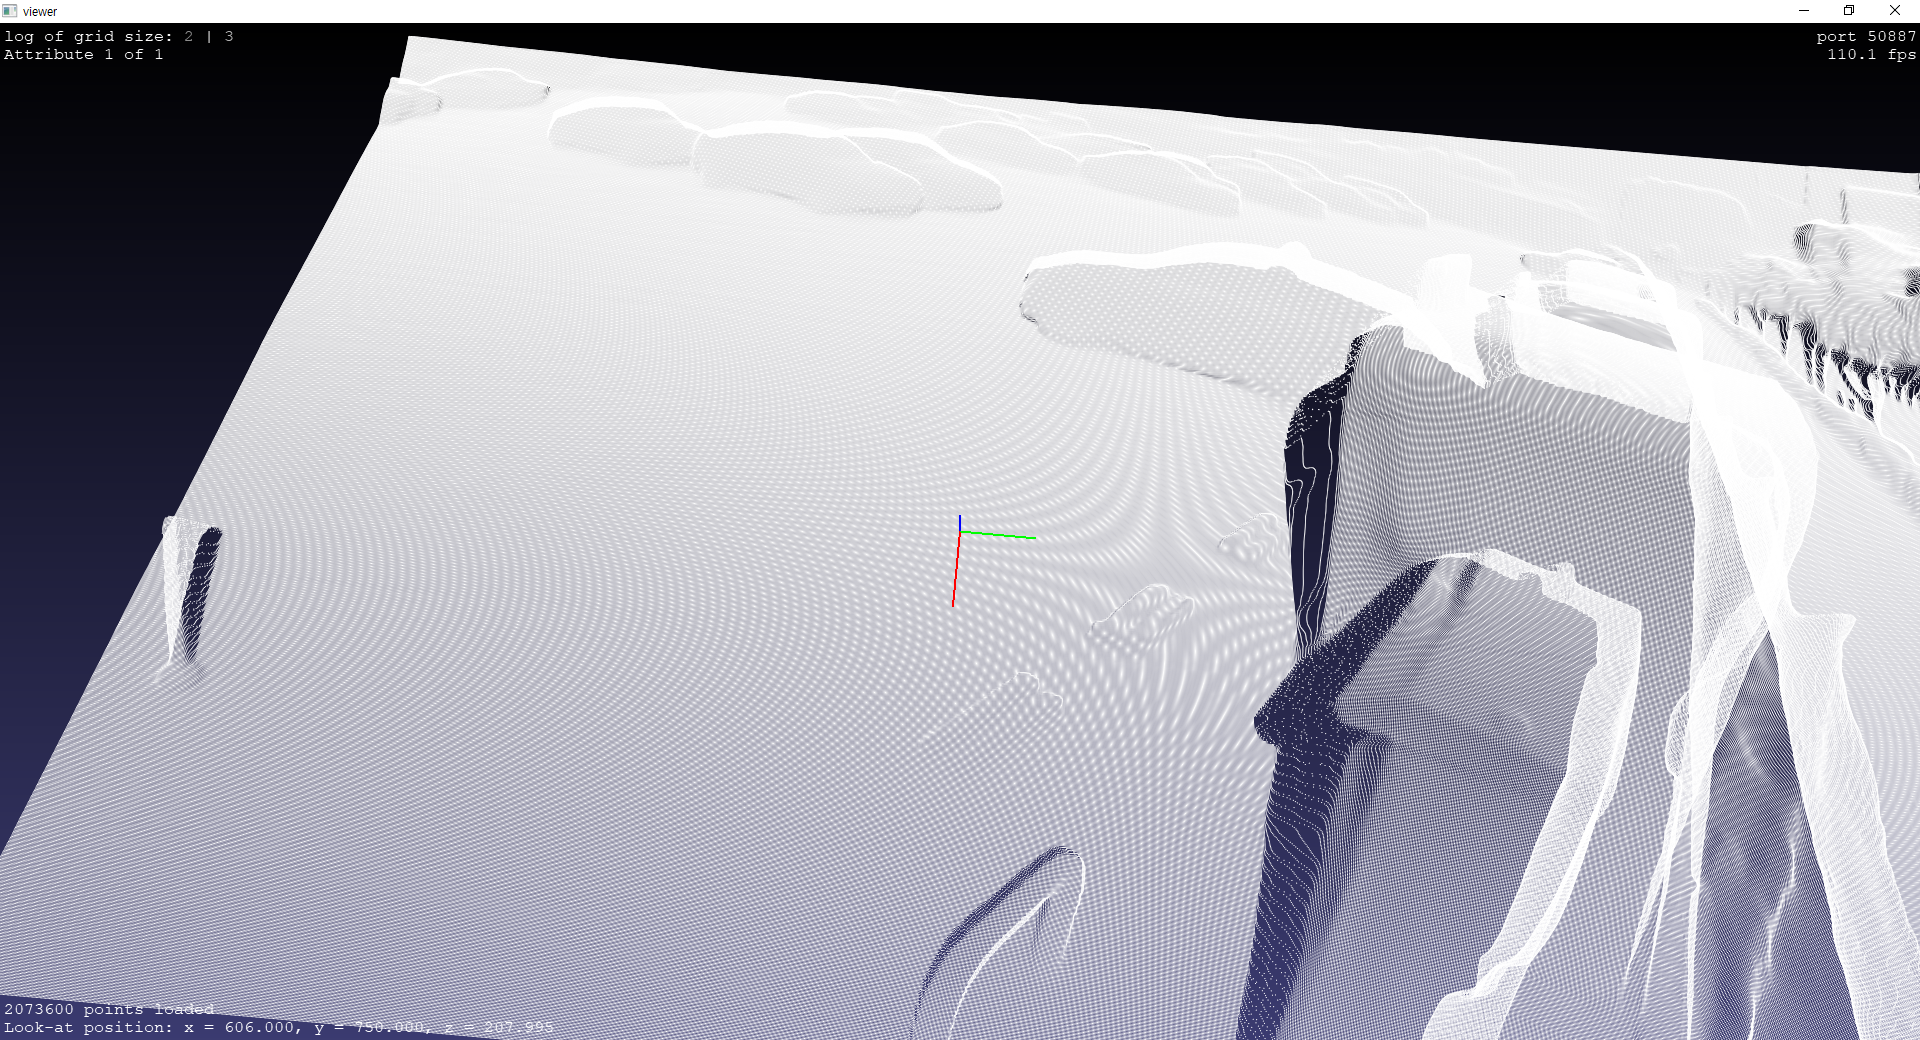 viewer
log of grid size: 2 | 3
Attribute 1 of 1
port 50887
110.1 fps
2073600 points loaded
Look-at position: x = 606.000, y = 750.000, z = 207.995